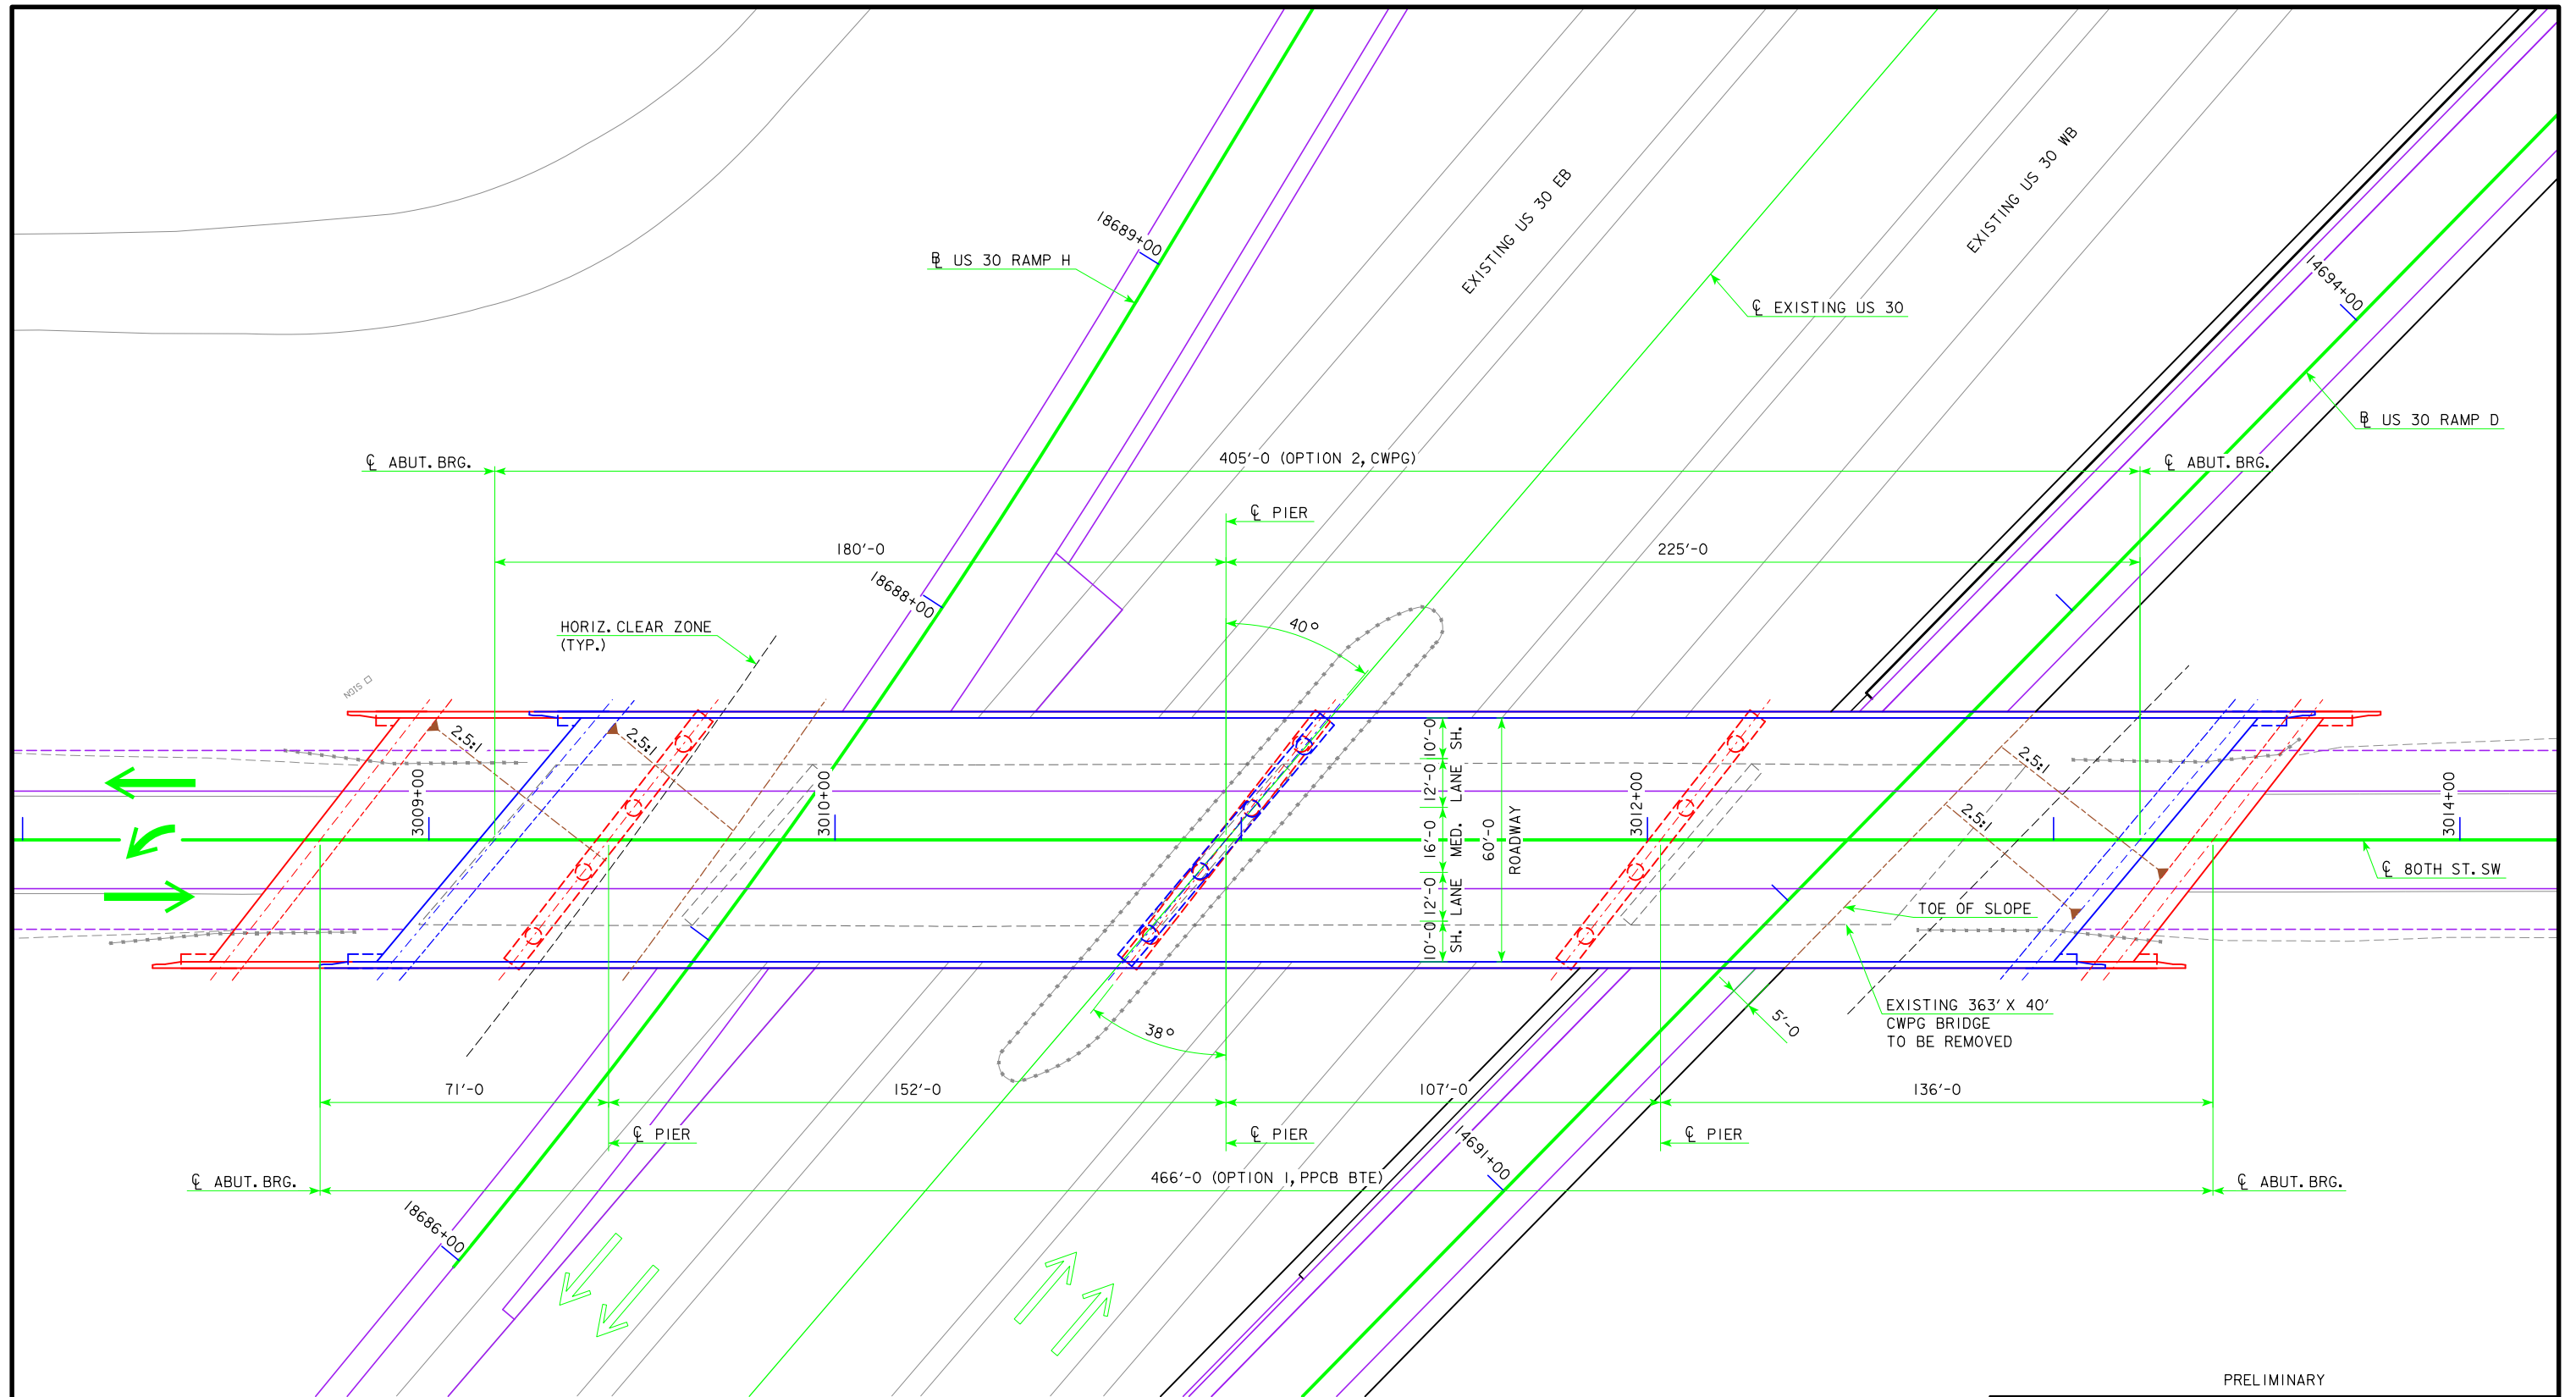 18689+00
℄ US 30 RAMP H
EXISTING US 30 EB
EXISTING US 30 WB
℄ EXISTING US 30
14694+00
℄ US 30 RAMP D
℄ ABUT. BRG.
405'-0 (OPTION 2, CWPG)
℄ ABUT. BRG.
℄ PIER
180'-0
225'-0
18688+00
HORIZ. CLEAR ZONE
(TYP.)
40°
SIGN
2.5:1
2.5:1
3009+00
3010+00
10'-0
SH.
12'-0
LANE
16'-0
MED.
12'-0
LANE
10'-0
SH.
60'-0
ROADWAY
3012+00
2.5:1
2.5:1
3014+00
℄ 80TH ST. SW
TOE OF SLOPE
EXISTING 363' X 40'
CWPG BRIDGE
TO BE REMOVED
5'-0
38°
71'-0
152'-0
107'-0
136'-0
℄ PIER
℄ PIER
℄ PIER
14691+00
℄ ABUT. BRG.
466'-0 (OPTION 1, PPCB BTE)
℄ ABUT. BRG.
18686+00
PRELIMINARY